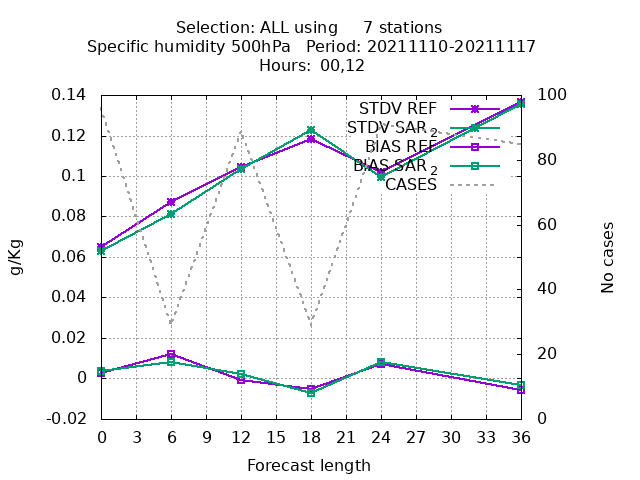 Selection: ALL using     7 stations
Specific humidity 500hPa   Period: 20211110-20211117
Hours: 00,12
0.14
0.12
0.1
0.08
0.06
0.04
0.02
0
-0.02
g/Kg
STDV REF
STDV SAR 2
BIAS REF
BIAS SAR 2
CASES
100
80
60
40
20
0
No cases
0 3 6 9 12 15 18 21 24 27 30 33 36
Forecast length